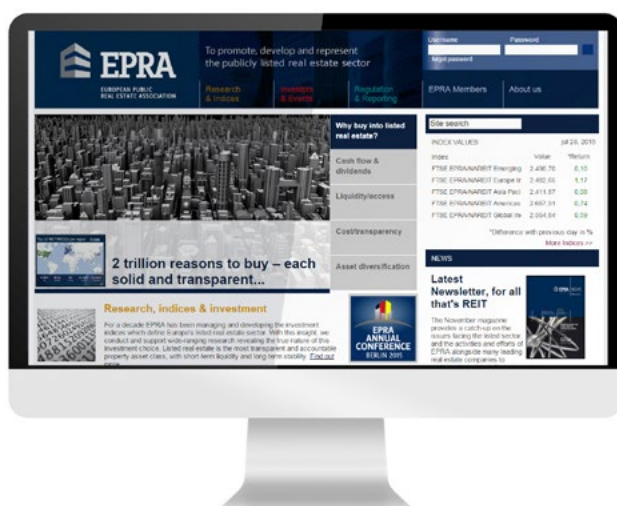 EPRA
EUROPEAN PUBLIC
REAL ESTATE ASSOCIATION
To promote, develop and represent
the publicly listed real estate sector
Username
Password
forgot password
Research
& Indices
Investors
& Events
Regulation
& Reporting
EPRA Members
About us
Why buy into listed
real estate?
Cash flow &
dividends
Liquidity/access
Cost/transparency
Asset diversification
2 trillion reasons to buy – each
solid and transparent...
Research, indices & investment
For a decade EPRA has been managing and developing the investment
indices which define Europe's listed real estate sector. With this insight, we
conduct and support wide-ranging research revealing the true nature of this
investment choice. Listed real estate is the most transparent and accountable
property asset class, with short term liquidity and long term stability. Find out
EPRA
ANNUAL
CONFERENCE
BERLIN 2015
Site search
INDEX VALUES
Index
Value
*Return
FTSE EPRA/NAREIT Emerging
FTSE EPRA/NAREIT Europe
FTSE EPRA/NAREIT Asia
FTSE EPRA/NAREIT Americas
FTSE EPRA/NAREIT Global
*Difference with previous day in %
More Indices >>
NEWS
Latest
Newsletter, for all
that's REIT
The November magazine
provides a catch-up on the
issues facing the listed sector,
and the activities and efforts of
EPRA alongside many leading
real estate companies to